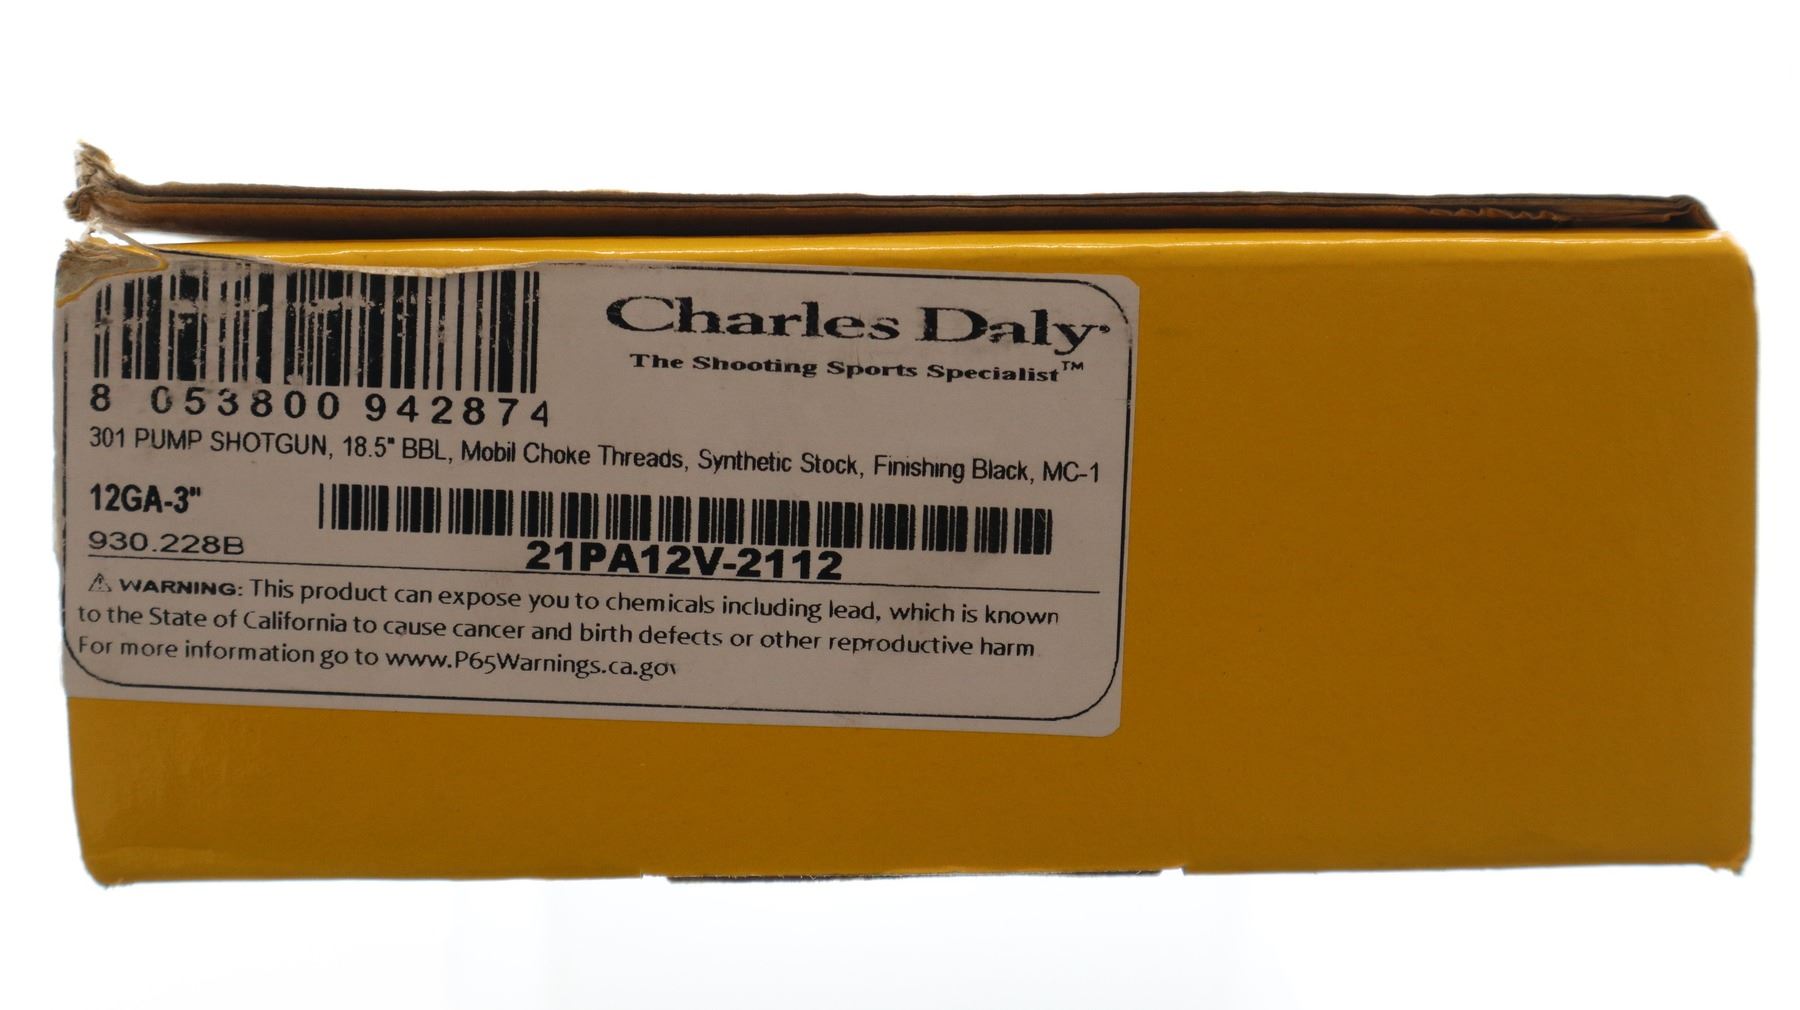 Charles Daly
The Shooting Sports Specialist™
8 053800 942874
301 PUMP SHOTGUN, 18.5" BBL, Mobil Choke Threads, Synthetic Stock, Finishing Black, MC-1
12GA-3"
930.228B
21PA12V-2112
⚠ WARNING: This product can expose you to chemicals including lead, which is known
to the State of California to cause cancer and birth defects or other reproductive harm
For more information go to www.P65Warnings.ca.gov